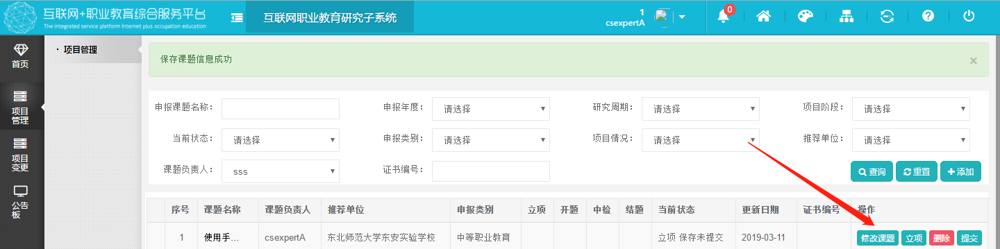 互联网+职业教育综合服务平台
The integrated service platform Internet plus occupation education
互联网职业教育研究子系统
1
csexpertA
0
首页
项目
管理
项目
变更
公告
板
· 项目管理
保存课题信息成功 ×
申报课题名称： 申报年度： 请选择 研究周期： 请选择 项目阶段： 请选择
当前状态： 请选择 申报类别： 请选择 项目情况： 请选择 推荐单位： 请选择
课题负责人： sss 证书编号：
查询 重置 添加
序号 课题名称 课题负责人 推荐单位 申报类别 立项 开题 中检 结题 当前状态 更新日期 证书编号 操作
1 使用手... csexpertA 东北师范大学东安实验学校 中等职业教育 立项 保存未提交 2019-03-11 修改课题 立项 删除 提交